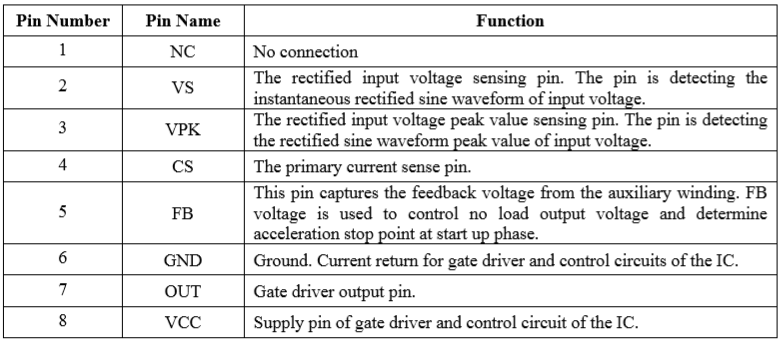 Pin Number Pin Name Function
1 NC No connection
2 VS The rectified input voltage sensing pin. The pin is detecting the
instantaneous rectified sine waveform of input voltage.
3 VPK The rectified input voltage peak value sensing pin. The pin is detecting
the rectified sine waveform peak value of input voltage.
4 CS The primary current sense pin.
This pin captures the feedback voltage from the auxiliary winding. FB
5 FB voltage is used to control no load output voltage and determine
acceleration stop point at start up phase.
6 GND Ground. Current return for gate driver and control circuits of the IC.
7 OUT Gate driver output pin.
8 VCC Supply pin of gate driver and control circuit of the IC.